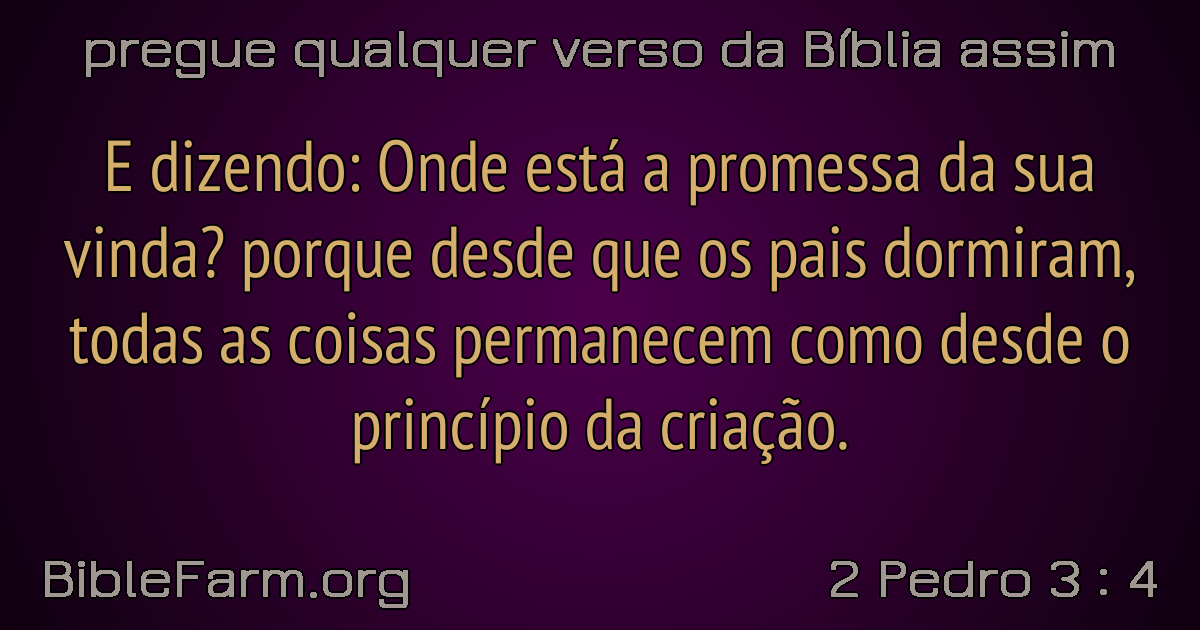 pregue qualquer verso da Bíblia assim
E dizendo: Onde está a promessa da sua
vinda? porque desde que os pais dormiram,
todas as coisas permanecem como desde o
princípio da criação.
BibleFarm.org
2 Pedro 3 : 4